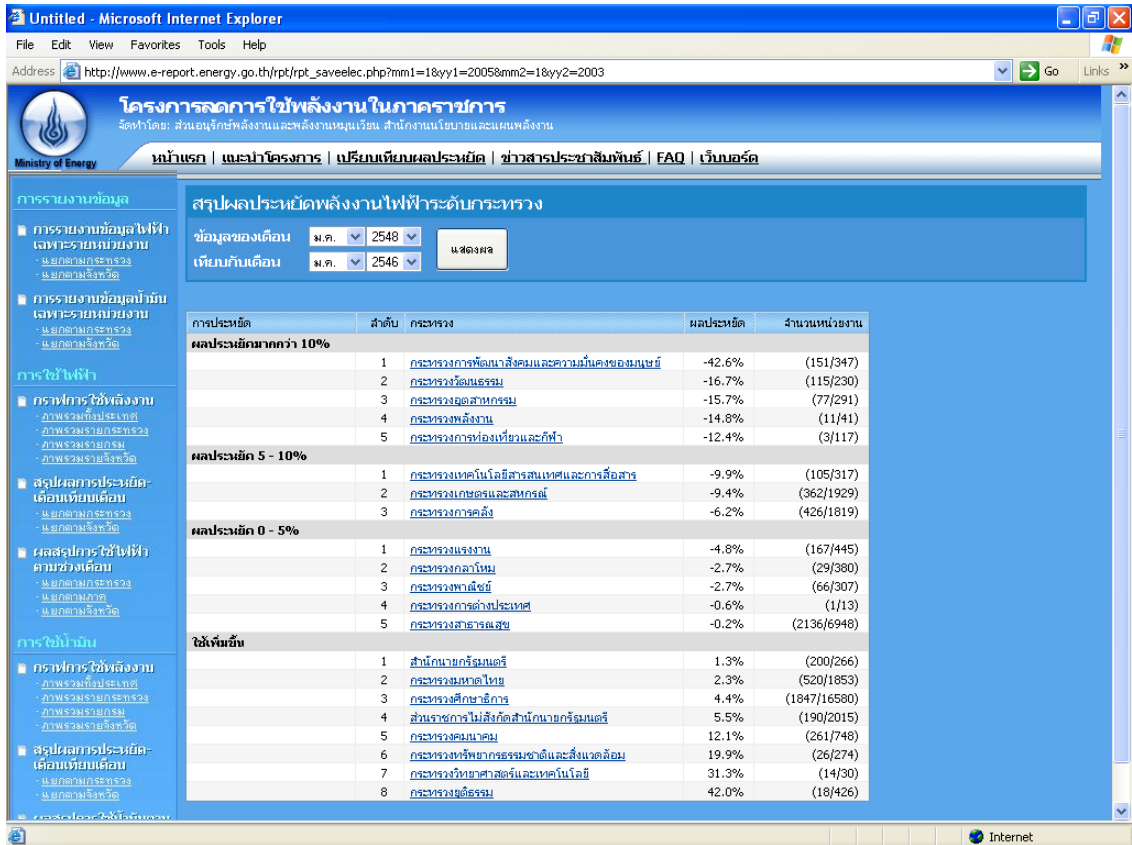 Untitled - Microsoft Internet Explorer
File Edit View Favorites Tools Help
Address http://www.e-report.energy.go.th/rpt/rpt_saveelec.php?mm1=1&yy1=2005&mm2=1&yy2=2003 Go Links »
โครงการลดการใช้พลังงานในภาคราชการ
จัดทำโดย: ส่วนอนุรักษ์พลังงานและพลังงานหมุนเวียน สำนักงานนโยบายและแผนพลังงาน
Ministry of Energy
หน้าแรก | แนะนำโครงการ | เปรียบเทียบผลประหยัด | ข่าวสารประชาสัมพันธ์ | FAQ | เว็บบอร์ด
การรายงานข้อมูล
การรายงานข้อมูลไฟฟ้า
เฉพาะรายหน่วยงาน
- แยกตามกระทรวง
- แยกตามจังหวัด
การรายงานข้อมูลน้ำมัน
เฉพาะรายหน่วยงาน
- แยกตามกระทรวง
- แยกตามจังหวัด
การใช้ไฟฟ้า
กราฟการใช้พลังงาน
- ภาพรวมทั้งประเทศ
- ภาพรวมรายกระทรวง
- ภาพรวมรายกรม
- ภาพรวมรายจังหวัด
สรุปผลการประหยัด-
เดือนเทียบเดือน
- แยกตามกระทรวง
- แยกตามจังหวัด
ผลสรุปการใช้ไฟฟ้า
ตามช่วงเดือน
- แยกตามกระทรวง
- แยกตามภาค
- แยกตามจังหวัด
การใช้น้ำมัน
กราฟการใช้พลังงาน
- ภาพรวมทั้งประเทศ
- ภาพรวมรายกระทรวง
- ภาพรวมรายกรม
- ภาพรวมรายจังหวัด
สรุปผลการประหยัด-
เดือนเทียบเดือน
- แยกตามกระทรวง
- แยกตามจังหวัด
สรุปผลประหยัดพลังงานไฟฟ้าระดับกระทรวง
ข้อมูลของเดือน ม.ค. 2548
เทียบกับเดือน ม.ค. 2546
แสดงผล
การประหยัด ลำดับ กระทรวง ผลประหยัด จำนวนหน่วยงาน
ผลประหยัดมากกว่า 10%
1 กระทรวงการพัฒนาสังคมและความมั่นคงของมนุษย์ -42.6% (151/347)
2 กระทรวงวัฒนธรรม -16.7% (115/230)
3 กระทรวงอุตสาหกรรม -15.7% (77/291)
4 กระทรวงพลังงาน -14.8% (11/41)
5 กระทรวงการท่องเที่ยวและกีฬา -12.4% (3/117)
ผลประหยัด 5 - 10%
1 กระทรวงเทคโนโลยีสารสนเทศและการสื่อสาร -9.9% (105/317)
2 กระทรวงเกษตรและสหกรณ์ -9.4% (362/1929)
3 กระทรวงการคลัง -6.2% (426/1819)
ผลประหยัด 0 - 5%
1 กระทรวงแรงงาน -4.8% (167/445)
2 กระทรวงกลาโหม -2.7% (29/380)
3 กระทรวงพาณิชย์ -2.7% (66/307)
4 กระทรวงการต่างประเทศ -0.6% (1/13)
5 กระทรวงสาธารณสุข -0.2% (2136/6948)
ใช้เพิ่มขึ้น
1 สำนักนายกรัฐมนตรี 1.3% (200/266)
2 กระทรวงมหาดไทย 2.3% (520/1853)
3 กระทรวงศึกษาธิการ 4.4% (1847/16580)
4 ส่วนราชการไม่สังกัดสำนักนายกรัฐมนตรี 5.5% (190/2015)
5 กระทรวงคมนาคม 12.1% (261/748)
6 กระทรวงทรัพยากรธรรมชาติและสิ่งแวดล้อม 19.9% (26/274)
7 กระทรวงวิทยาศาสตร์และเทคโนโลยี 31.3% (14/30)
8 กระทรวงยุติธรรม 42.0% (18/426)
Internet